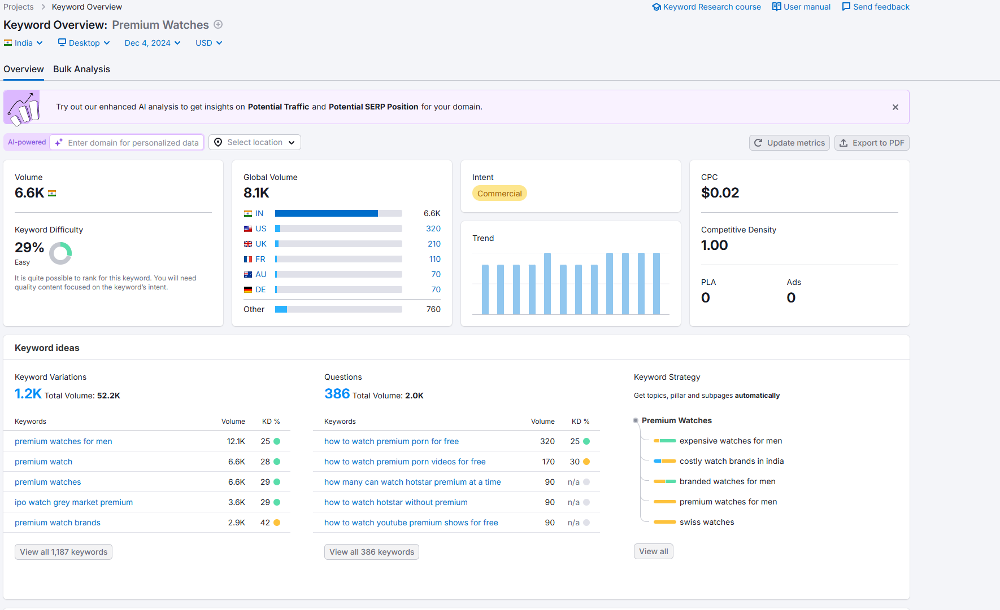 Projects > Keyword Overview
Keyword Research course
User manual
Send feedback
Keyword Overview: Premium Watches
India
Desktop
Dec 4, 2024
USD
Overview
Bulk Analysis
Try out our enhanced AI analysis to get insights on Potential Traffic and Potential SERP Position for your domain.
AI-powered
Enter domain for personalized data
Select location
Update metrics
Export to PDF
Volume
6.6K
Keyword Difficulty
29%
Easy
It is quite possible to rank for this keyword. You will need
quality content focused on the keyword's intent.
Global Volume
8.1K
IN 6.6K
US 320
UK 210
FR 110
AU 70
DE 70
Other 760
Intent
Commercial
Trend
CPC
$0.02
Competitive Density
1.00
PLA
0
Ads
0
Keyword ideas
Keyword Variations
1.2K Total Volume: 52.2K
Keywords Volume KD %
premium watches for men 12.1K 25
premium watch 6.6K 28
premium watches 6.6K 29
ipo watch grey market premium 3.6K 29
premium watch brands 2.9K 42
View all 1,187 keywords
Questions
386 Total Volume: 2.0K
Keywords Volume KD %
how to watch premium porn for free 320 25
how to watch premium porn videos for free 170 30
how many can watch hotstar premium at a time 90 n/a
how to watch hotstar without premium 90 n/a
how to watch youtube premium shows for free 90 n/a
View all 386 keywords
Keyword Strategy
Get topics, pillar and subpages automatically
Premium Watches
expensive watches for men
costly watch brands in india
branded watches for men
premium watches for men
swiss watches
View all